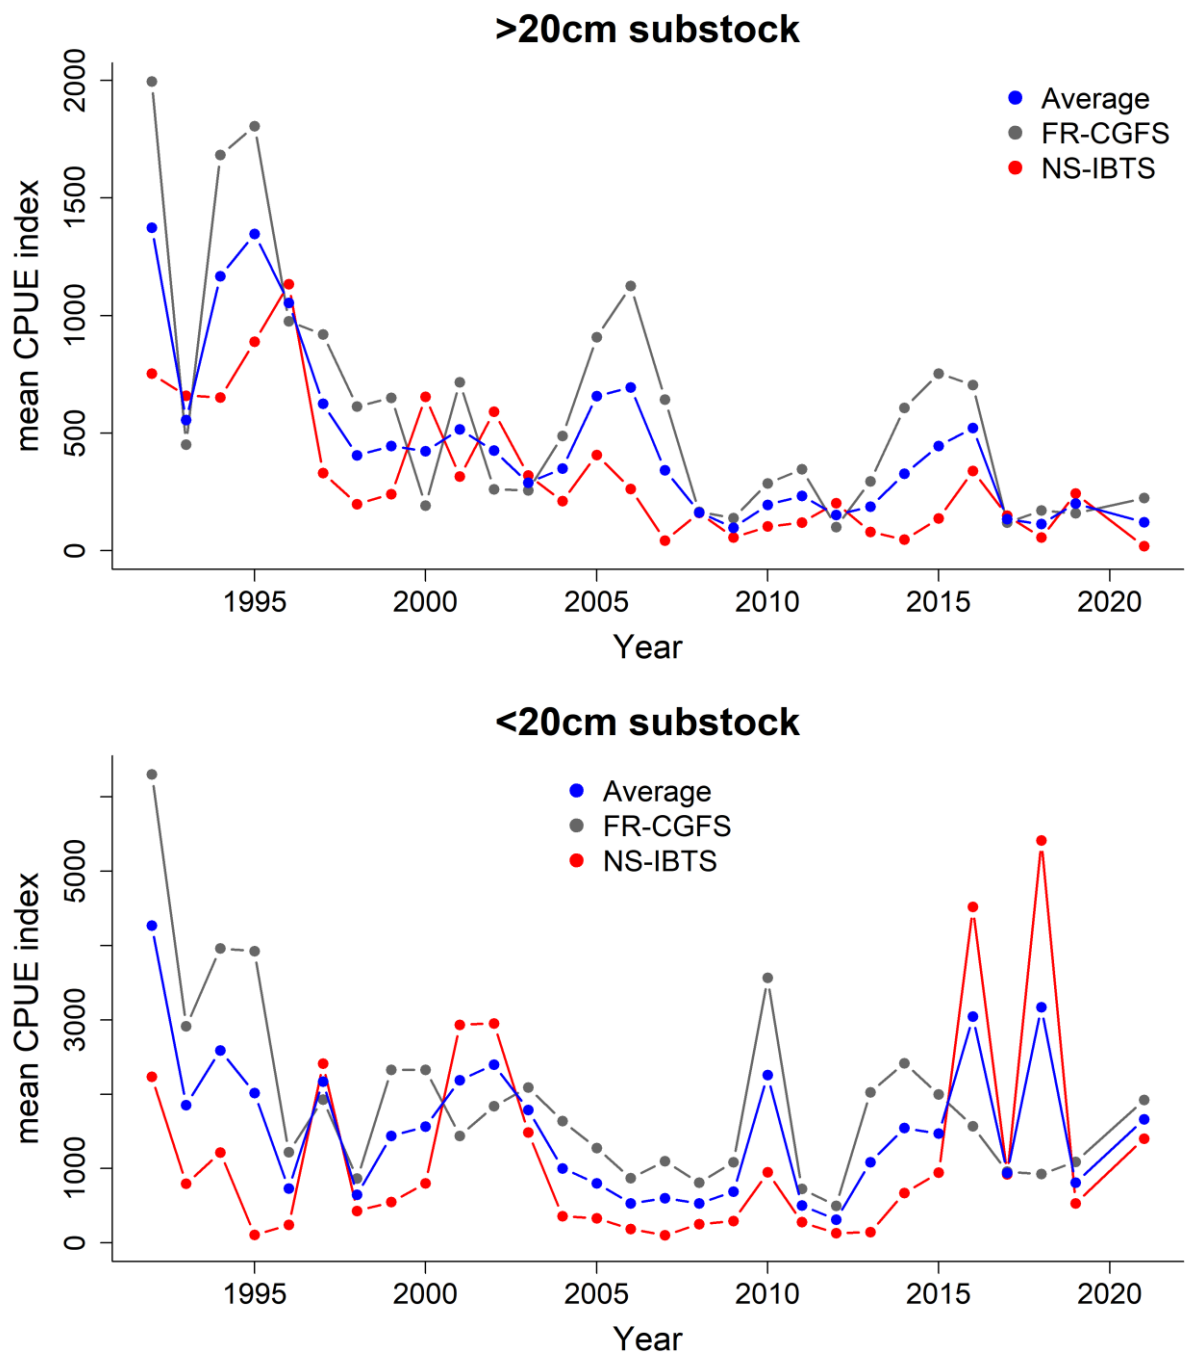 >20cm substock
2000
1500
1000
500
0
mean CPUE index
Average
FR-CGFS
NS-IBTS
1995 2000 2005 2010 2015 2020
Year
<20cm substock
5000
3000
1000
0
mean CPUE index
Average
FR-CGFS
NS-IBTS
1995 2000 2005 2010 2015 2020
Year